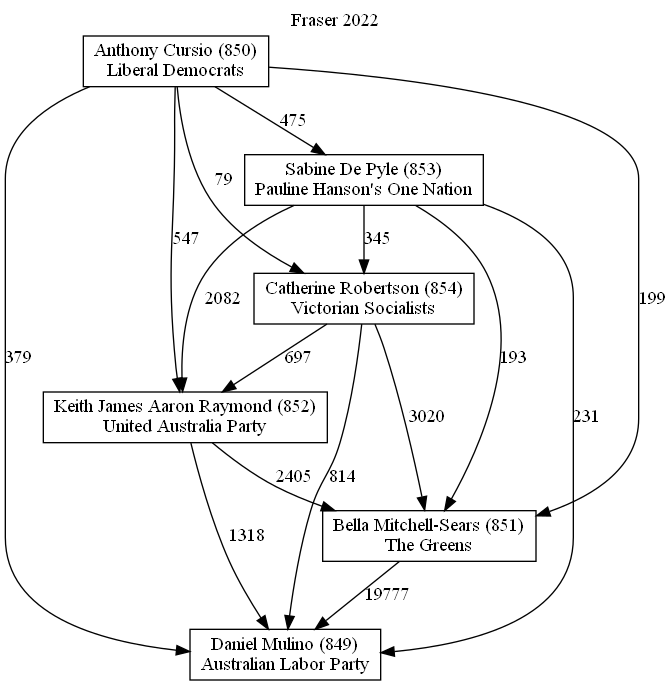 Fraser 2022
Anthony Cursio (850)
Liberal Democrats
475
Sabine De Pyle (853)
Pauline Hanson's One Nation
79
547
345
2082
199
Catherine Robertson (854)
Victorian Socialists
379
697
193
Keith James Aaron Raymond (852)
United Australia Party
3020
231
2405
814
Bella Mitchell-Sears (851)
The Greens
1318
19777
Daniel Mulino (849)
Australian Labor Party